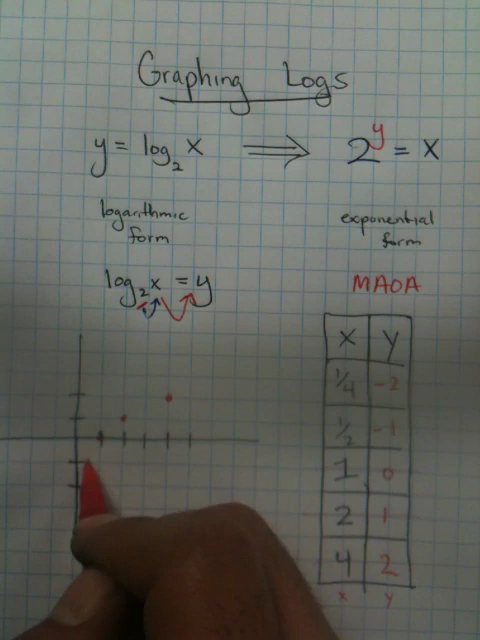 Graphing Logs
y = log₂ x ⟹ 2^y = x
logarithmic form
exponential form
log₂ x = y
MAOA
x y
1/4 -2
1/2 -1
1 0
2 1
4 2
x y